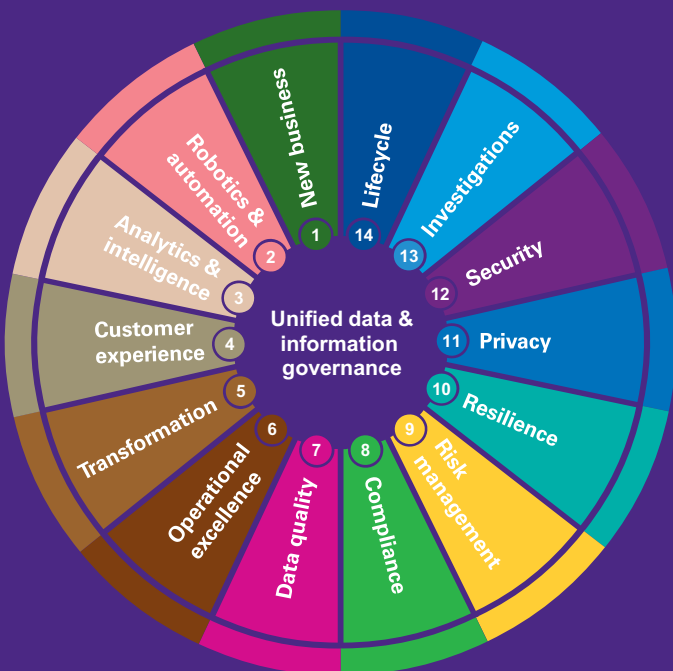 Unified data &
information
governance
1
New business
2
Robotics &
automation
3
Analytics &
intelligence
4
Customer
experience
5
Transformation
6
Operational
excellence
7
Data quality
8
Compliance
9
Risk
management
10
Resilience
11
Privacy
12
Security
13
Investigations
14
Lifecycle